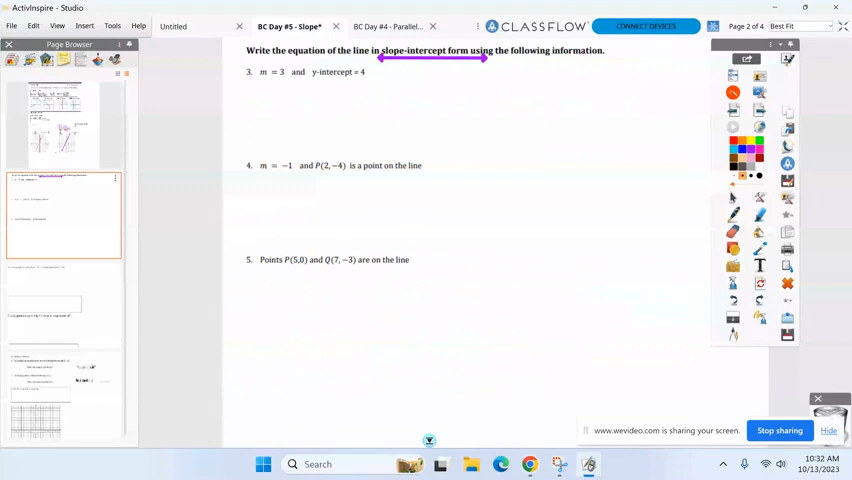 ActivInspire - Studio
File Edit View Insert Tools Help
Untitled
BC Day #5 - Slope*
BC Day #4 - Parallel...
CLASSFLOW
CONNECT DEVICES
Page 2 of 4
Best Fit
Page Browser
Write the equation of the line in slope-intercept form using the following information.
3. m = 3 and y-intercept = 4
4. m = −1 and P(2, −4) is a point on the line
5. Points P(5,0) and Q(7, −3) are on the line
www.wevideo.com is sharing your screen.
Stop sharing
Hide
Search
10:32 AM
10/13/2023